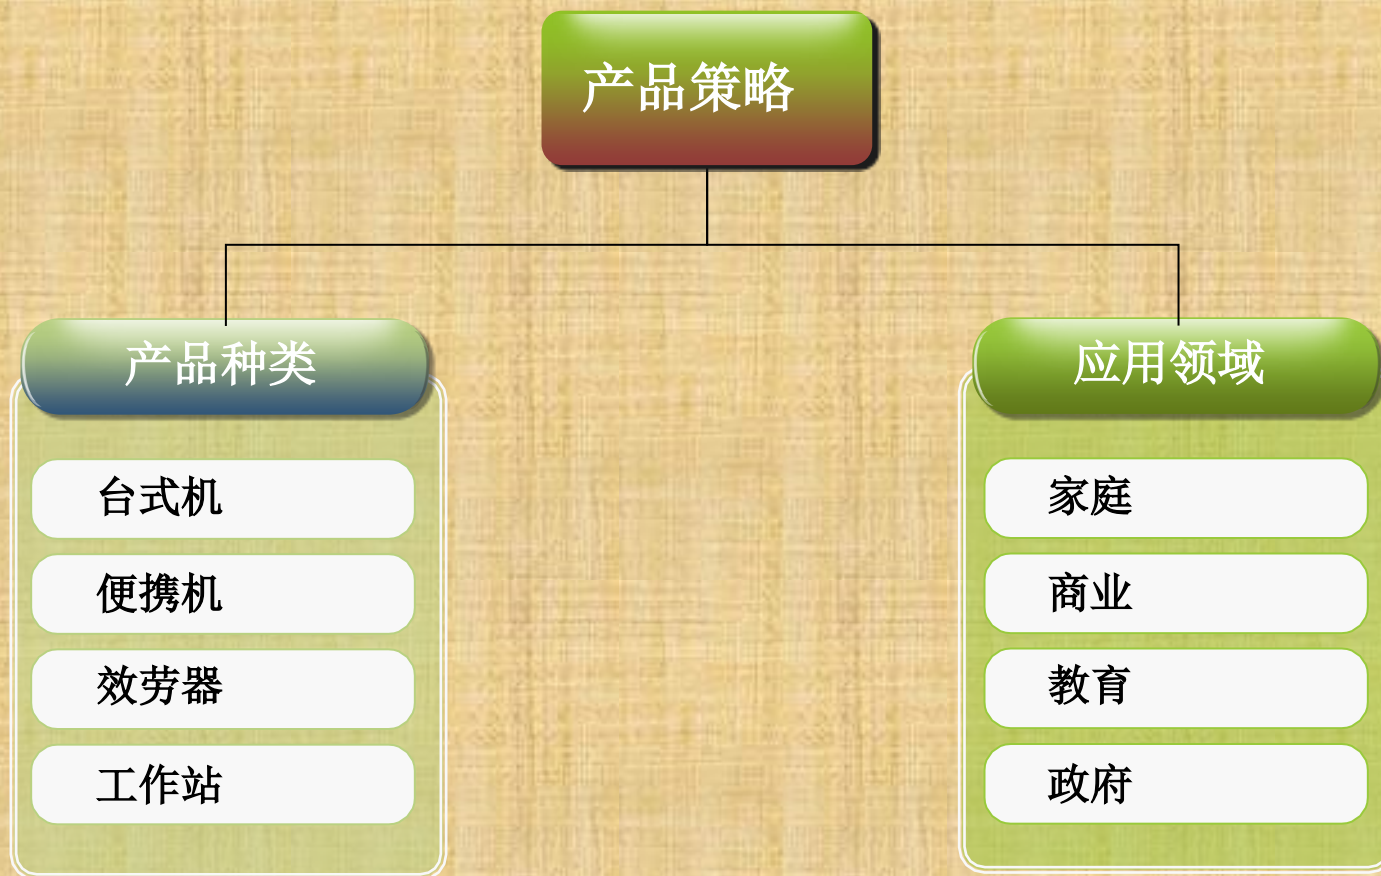 产品策略
产品种类
台式机
便携机
效劳器
工作站
应用领域
家庭
商业
教育
政府